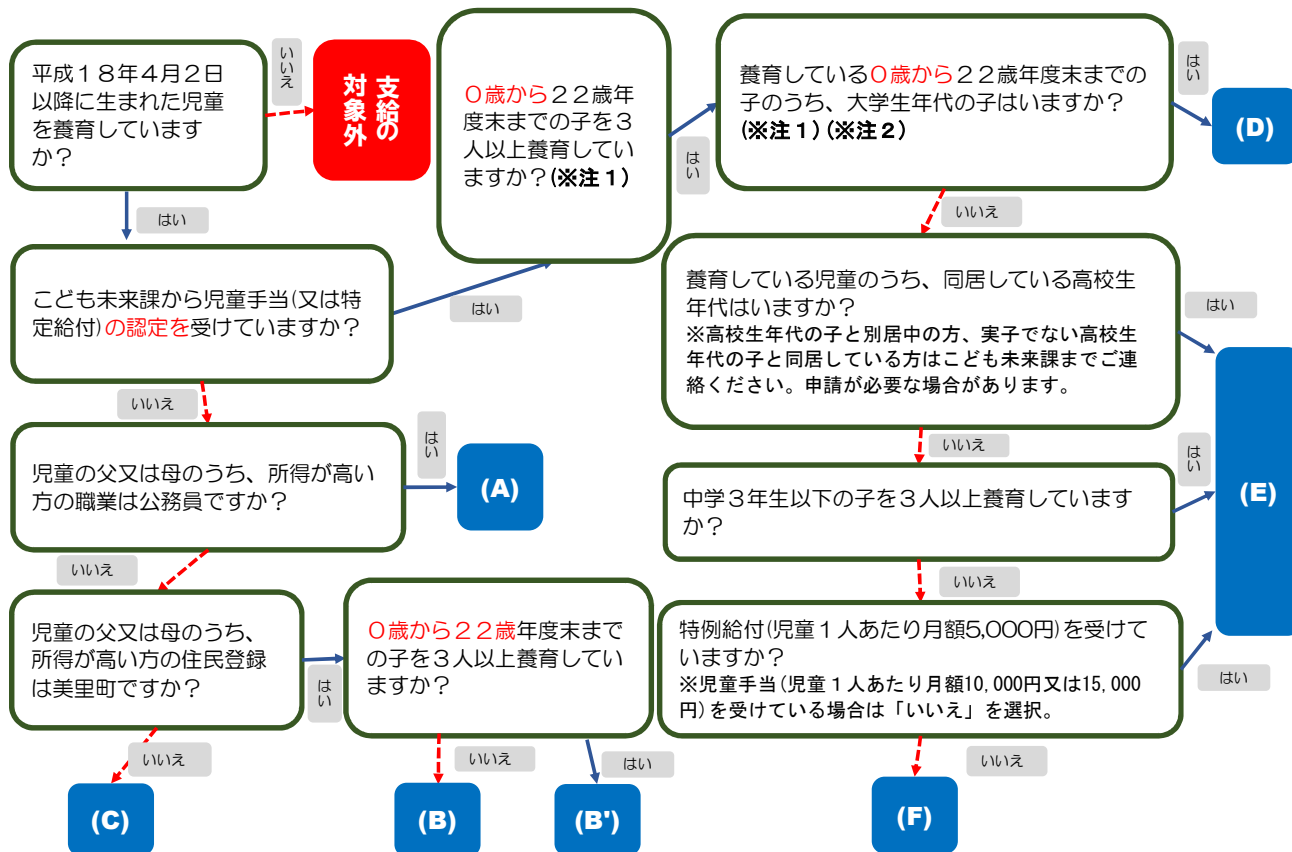 平成１８年４月２日
以降に生まれた児童
を養育しています
か？
いいえ
支給の
対象外
はい
０歳から２２歳年
度末までの子を３
人以上養育してい
ますか？(※注１)
はい
養育している０歳から２２歳年度末までの
子のうち、大学生年代の子はいますか？
(※注１)(※注２)
はい
(D)
いいえ
こども未来課から児童手当(又は特
定給付)の認定を受けていますか？
はい
いいえ
養育している児童のうち、同居している高校生
年代はいますか？
※高校生年代の子と別居中の方、実子でない高校生
年代の子と同居している方はこども未来課までご連
絡ください。申請が必要な場合があります。
はい
(E)
いいえ
児童の父又は母のうち、所得が高い
方の職業は公務員ですか？
はい
(A)
いいえ
中学３年生以下の子を３人以上養育しています
か？
はい
いいえ
児童の父又は母のうち、
所得が高い方の住民登録
は美里町ですか？
はい
いいえ
(C)
０歳から２２歳年度末まで
の子を３人以上養育してい
ますか？
いいえ
はい
(B)
(B')
特例給付(児童１人あたり月額5,000円)を受けて
いますか？
※児童手当(児童１人あたり月額10,000円又は15,000
円)を受けている場合は「いいえ」を選択。
はい
いいえ
(F)